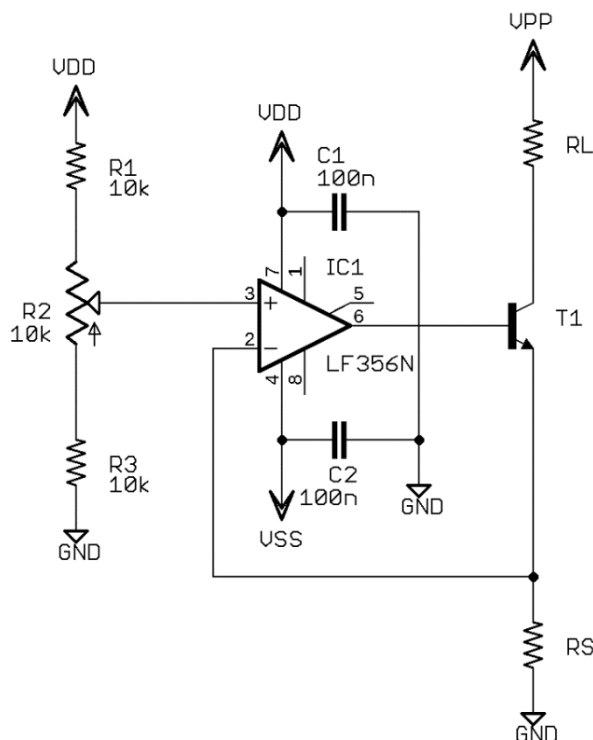 VPP
VDD
VDD
RL
R1
10k
C1
100n
7
1
IC1
R2
10k
3
+
5
6
T1
2
-
LF356N
4
8
R3
10k
C2
100n
GND
VSS
GND
RS
GND